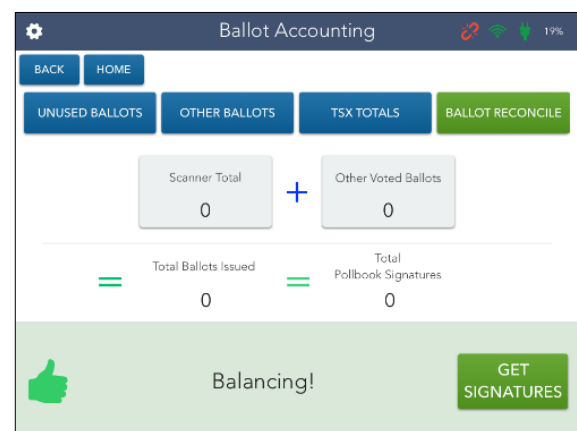 Ballot Accounting
19%
BACK
HOME
UNUSED BALLOTS
OTHER BALLOTS
TSX TOTALS
BALLOT RECONCILE
Scanner Total
0
+
Other Voted Ballots
0
=
Total Ballots Issued
0
=
Total
Pollbook Signatures
0
Balancing!
GET
SIGNATURES